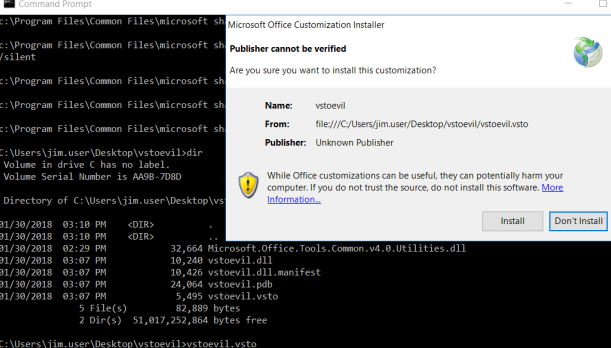 Command Prompt
c:\Program Files\Common Files\microsoft sh
c:\Program Files\Common Files\microsoft sh
/silent
c:\Program Files\Common Files\microsoft sh
c:\Program Files\Common Files\microsoft sh
c:\Program Files\Common Files\microsoft sh
C:\Users\jim.user\Desktop\vstoevil>dir
Volume in drive C has no label.
Volume Serial Number is AA9B-7D8D
Directory of C:\Users\jim.user\Desktop\vst
01/30/2018 03:10 PM <DIR> .
01/30/2018 03:10 PM <DIR> ..
01/30/2018 02:29 PM 32,664 Microsoft.Office.Tools.Common.v4.0.Utilities.dll
01/30/2018 03:07 PM 10,240 vstoevil.dll
01/30/2018 03:07 PM 10,426 vstoevil.dll.manifest
01/30/2018 03:07 PM 24,064 vstoevil.pdb
01/30/2018 03:07 PM 5,495 vstoevil.vsto
5 File(s) 82,889 bytes
2 Dir(s) 51,017,252,864 bytes free
C:\Users\jim.user\Desktop\vstoevil>vstoevil.vsto
Microsoft Office Customization Installer
Publisher cannot be verified
Are you sure you want to install this customization?
Name: vstoevil
From: file:///C:/Users/jim.user/Desktop/vstoevil/vstoevil.vsto
Publisher: Unknown Publisher
While Office customizations can be useful, they can potentially harm your
computer. If you do not trust the source, do not install this software. More
Information...
Install Don't Install